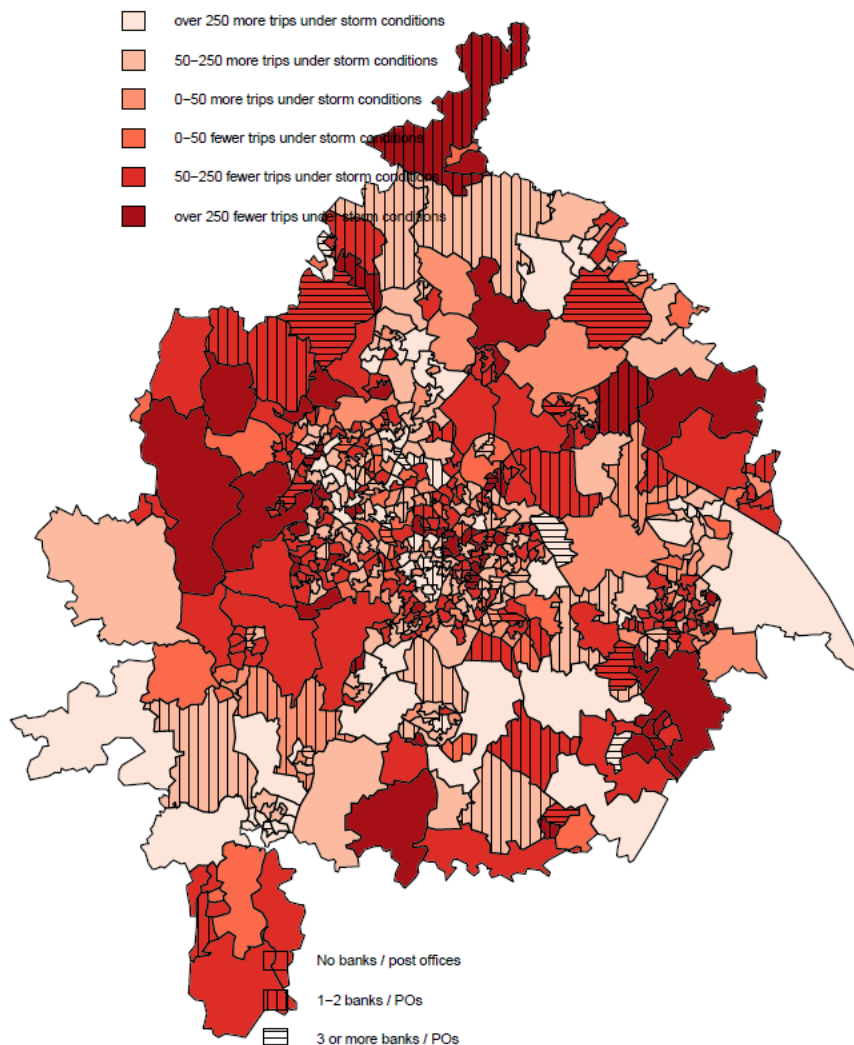 over 250 more trips under storm conditions
50–250 more trips under storm conditions
0–50 more trips under storm conditions
0–50 fewer trips under storm conditions
50–250 fewer trips under storm conditions
over 250 fewer trips under storm conditions
No banks / post offices
1–2 banks / POs
3 or more banks / POs